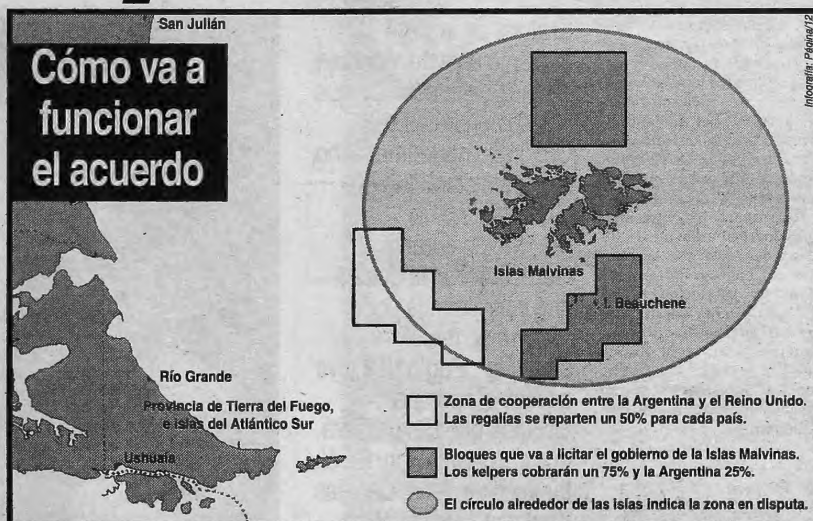 San Julián
Cómo va a
funcionar
el acuerdo
Infografía: Página/12
Islas Malvinas
I. Beauchene
Río Grande
Provincia de Tierra del Fuego,
e Islas del Atlántico Sur
Ushuaia
Zona de cooperación entre la Argentina y el Reino Unido.
Las regalías se reparten un 50% para cada país.
Bloques que va a licitar el gobierno de la Islas Malvinas.
Los kelpers cobrarán un 75% y la Argentina 25%.
El círculo alrededor de las islas indica la zona en disputa.